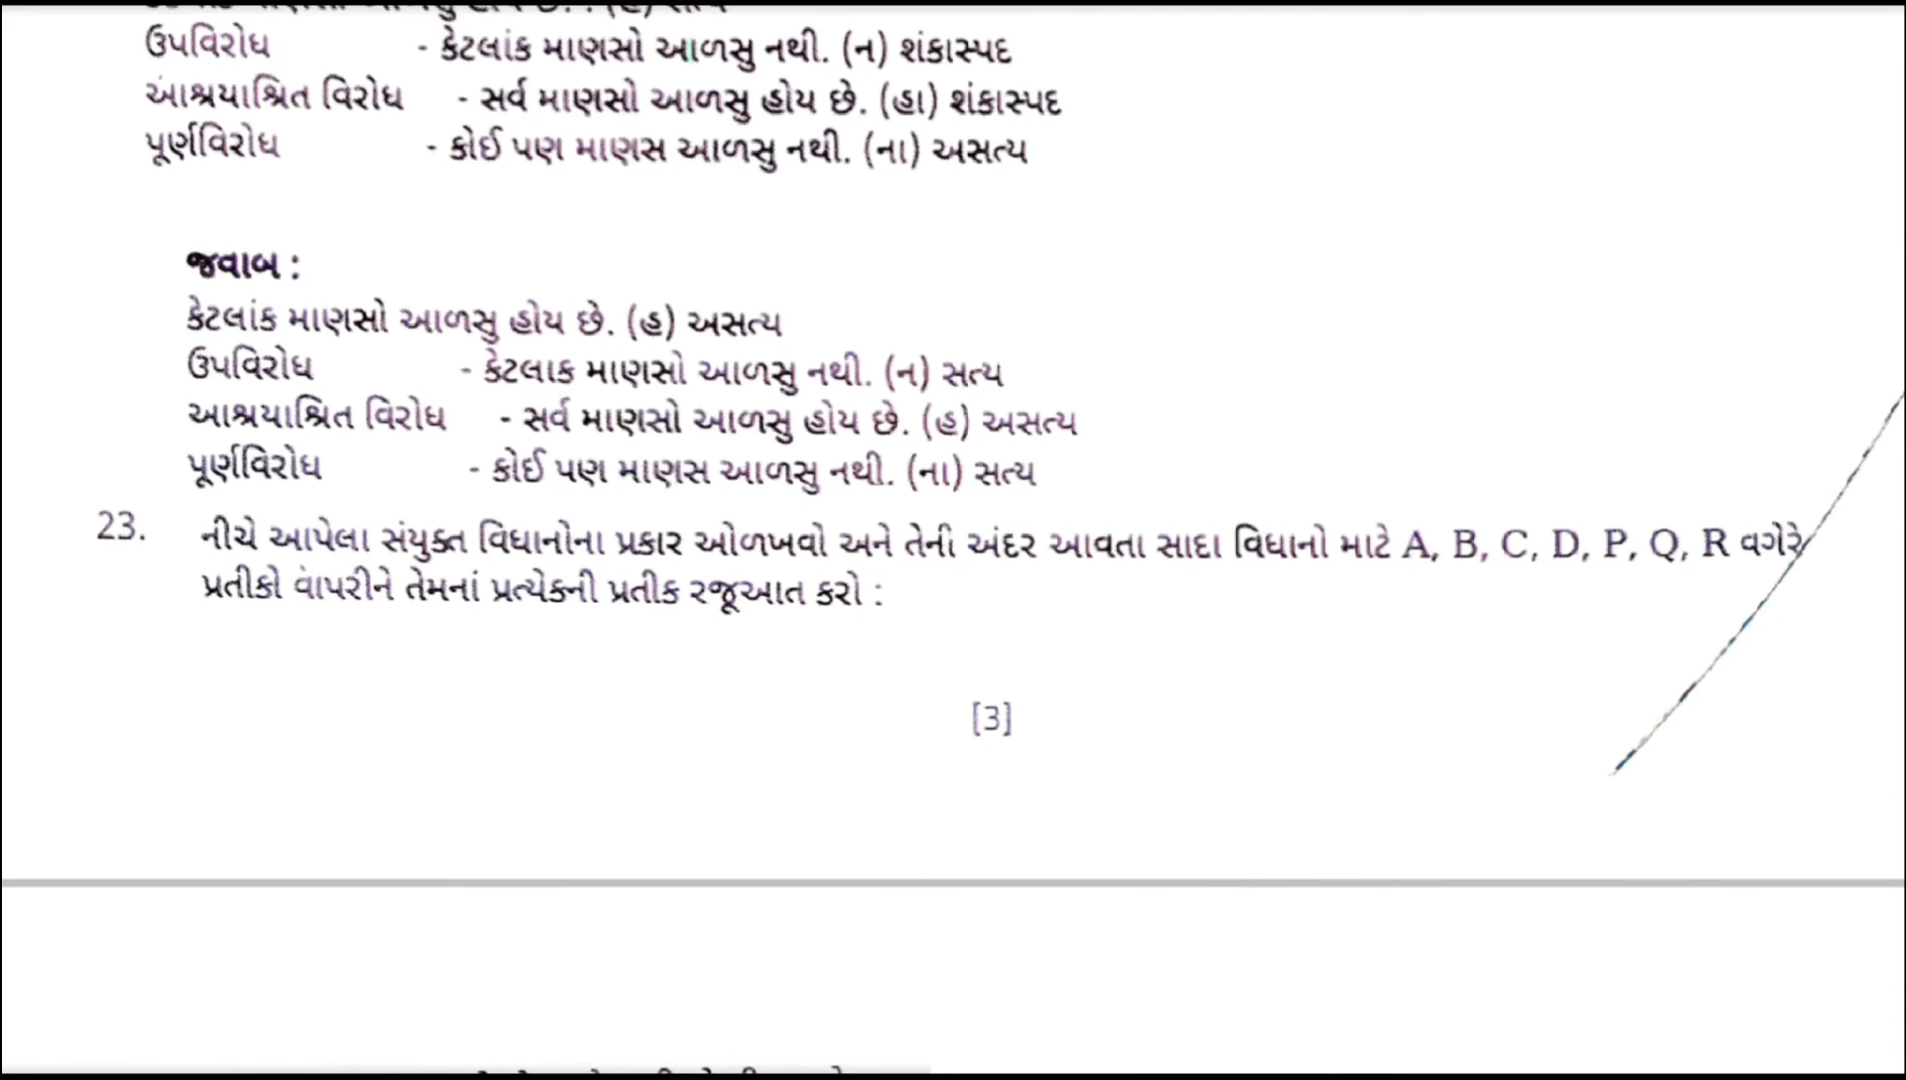 ઉપવિરોધ - કેટલાંક માણસો આળસુ નથી. (ન) શંકાસ્પદ
આશ્રયાશ્રિત વિરોધ - સર્વ માણસો આળસુ હોય છે. (હા) શંકાસ્પદ
પૂર્ણવિરોધ - કોઈ પણ માણસ આળસુ નથી. (ના) અસત્ય
જવાબ :
કેટલાંક માણસો આળસુ હોય છે. (હ) અસત્ય
ઉપવિરોધ - કેટલાક માણસો આળસુ નથી. (ન) સત્ય
આશ્રયાશ્રિત વિરોધ - સર્વ માણસો આળસુ હોય છે. (હ) અસત્ય
પૂર્ણવિરોધ - કોઈ પણ માણસ આળસુ નથી. (ના) સત્ય
23. નીચે આપેલા સંયુક્ત વિધાનોના પ્રકાર ઓળખવો અને તેની અંદર આવતા સાદા વિધાનો માટે A, B, C, D, P, Q, R વગેરે
પ્રતીકો વાપરીને તેમનાં પ્રત્યેકની પ્રતીક રજૂઆત કરો :
[3]